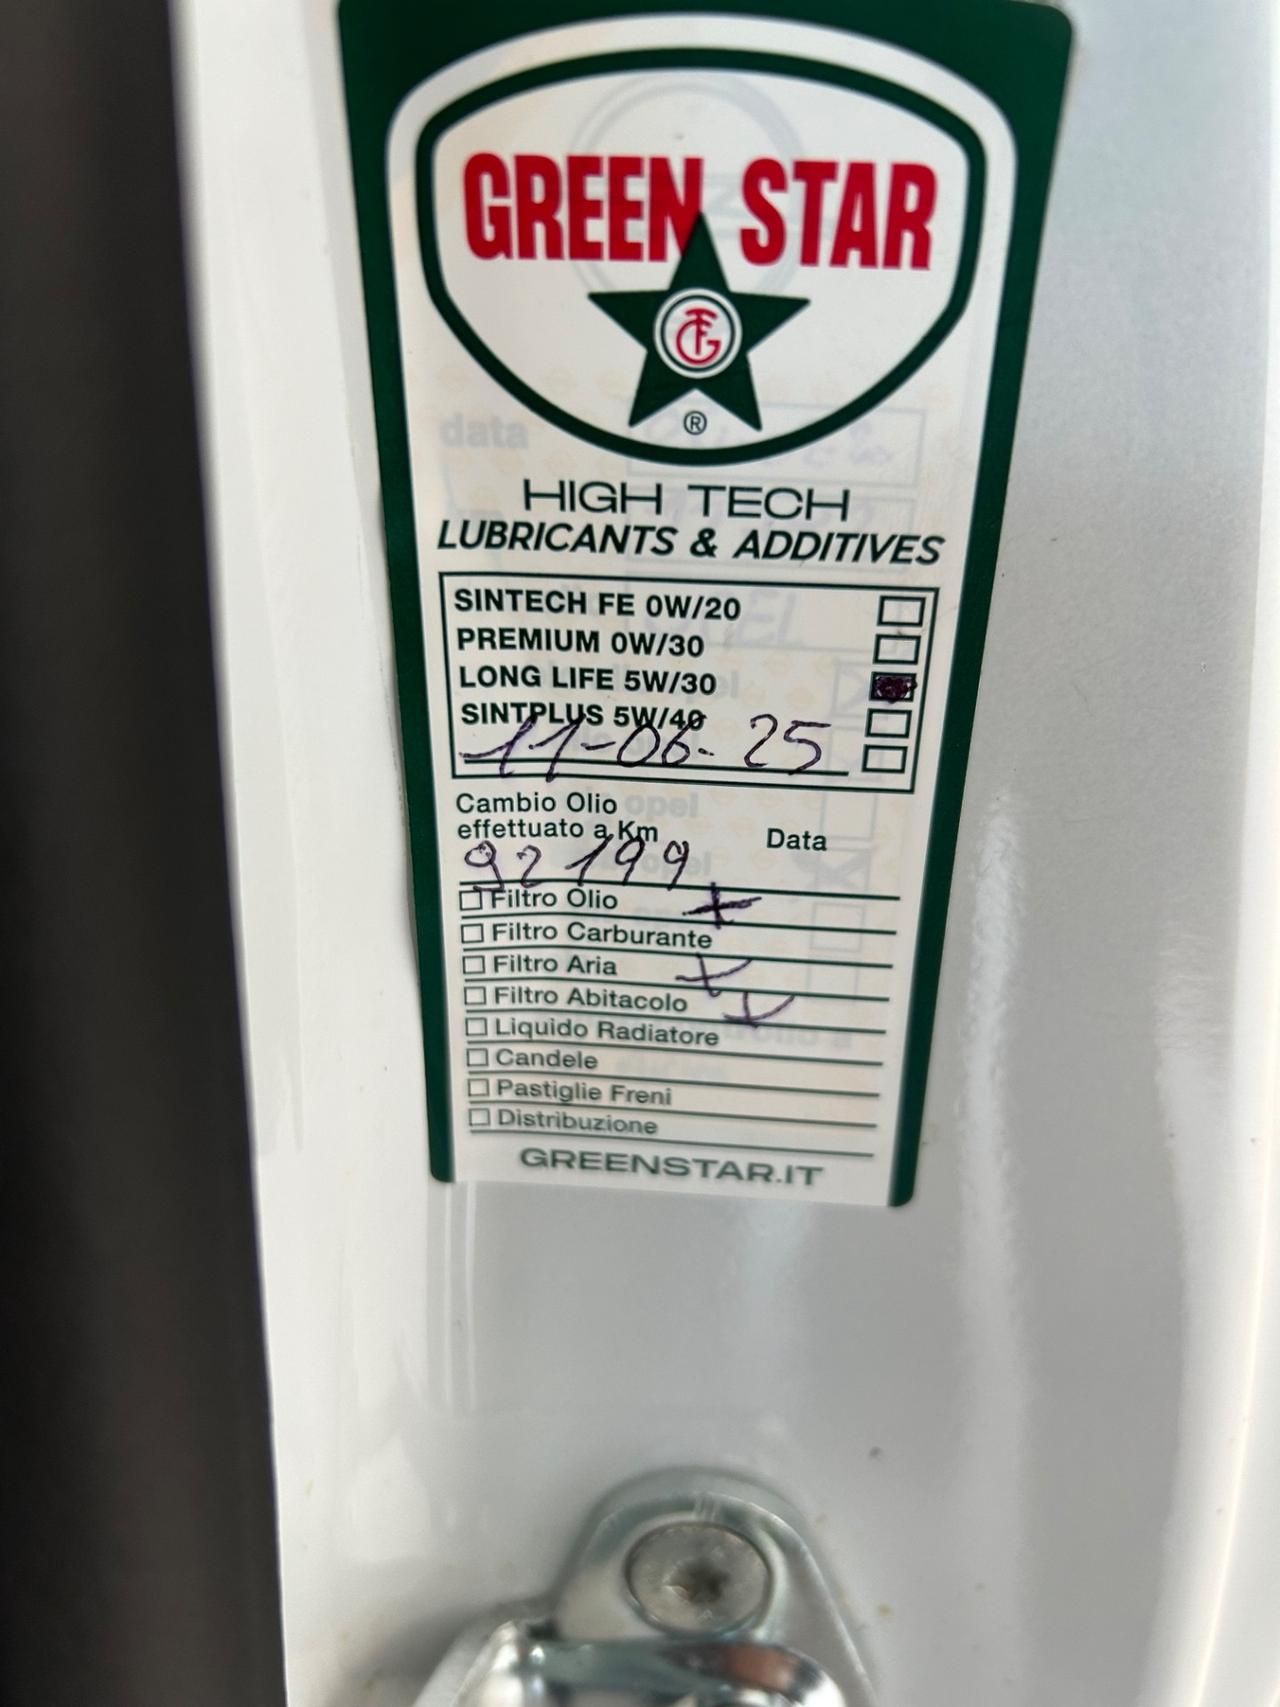 GREEN STAR
®
HIGH TECH
LUBRICANTS & ADDITIVES
SINTECH FE 0W/20
PREMIUM 0W/30
LONG LIFE 5W/30
SINTPLUS 5W/40
11-06-25
Cambio Olio
effettuato a Km Data
92199
Filtro Olio x
Filtro Carburante
Filtro Aria x
Filtro Abitacolo x
Liquido Radiatore
Candele
Pastiglie Freni
Distribuzione
GREENSTAR.IT